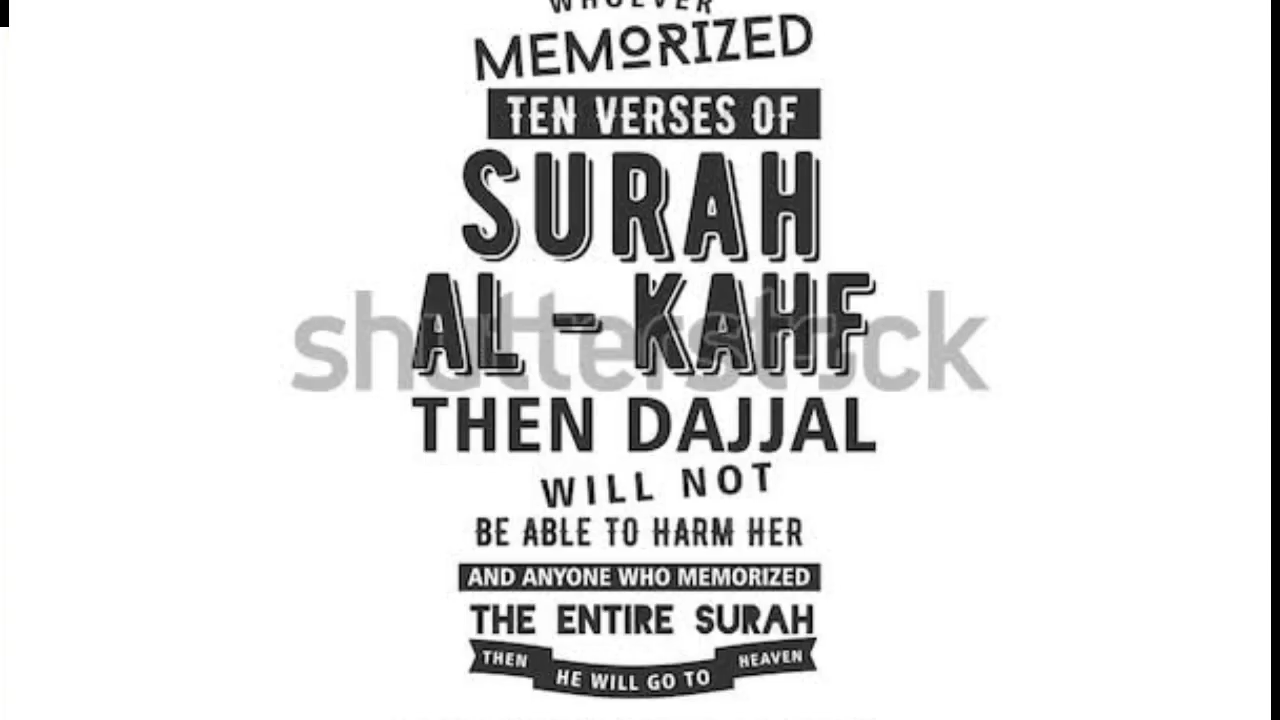 WHOEVER
MEMORIZED
TEN VERSES OF
SURAH
AL - KAHF
shutterstock
THEN DAJJAL
WILL NOT
BE ABLE TO HARM HER
AND ANYONE WHO MEMORIZED
THE ENTIRE SURAH
THEN HE WILL GO TO HEAVEN